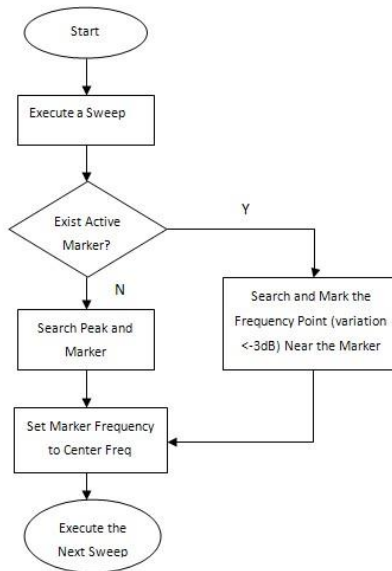 Start
Execute a Sweep
Exist Active
Marker?
Y
N
Search and Mark the
Frequency Point (variation
<-3dB) Near the Marker
Search Peak and
Marker
Set Marker Frequency
to Center Freq
Execute the
Next Sweep